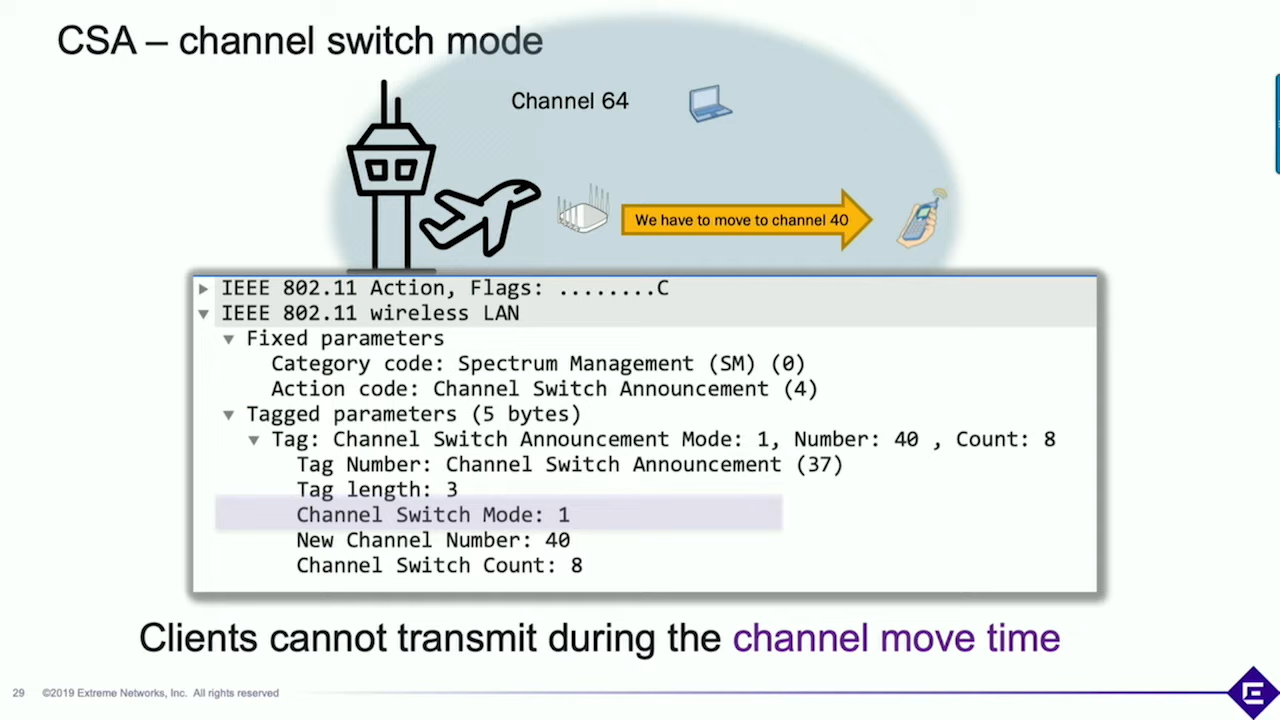 CSA – channel switch mode
Channel 64
We have to move to channel 40
IEEE 802.11 Action, Flags: ........C
IEEE 802.11 wireless LAN
Fixed parameters
Category code: Spectrum Management (SM) (0)
Action code: Channel Switch Announcement (4)
Tagged parameters (5 bytes)
Tag: Channel Switch Announcement Mode: 1, Number: 40 , Count: 8
Tag Number: Channel Switch Announcement (37)
Tag length: 3
Channel Switch Mode: 1
New Channel Number: 40
Channel Switch Count: 8
Clients cannot transmit during the channel move time
29 ©2019 Extreme Networks, Inc. All rights reserved